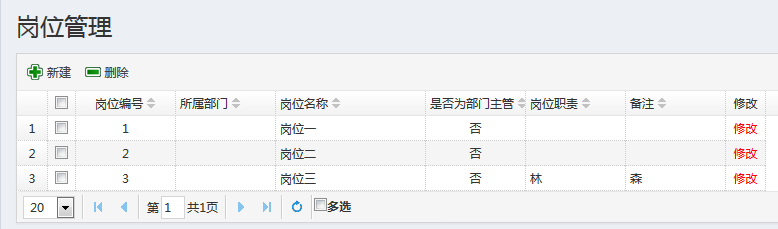 岗位管理
新建 删除
岗位编号 所属部门 岗位名称 是否为部门主管 岗位职责 备注 修改
1 1 岗位一 否 修改
2 2 岗位二 否 修改
3 3 岗位三 否 林 森 修改
20 第 1 共1页 多选